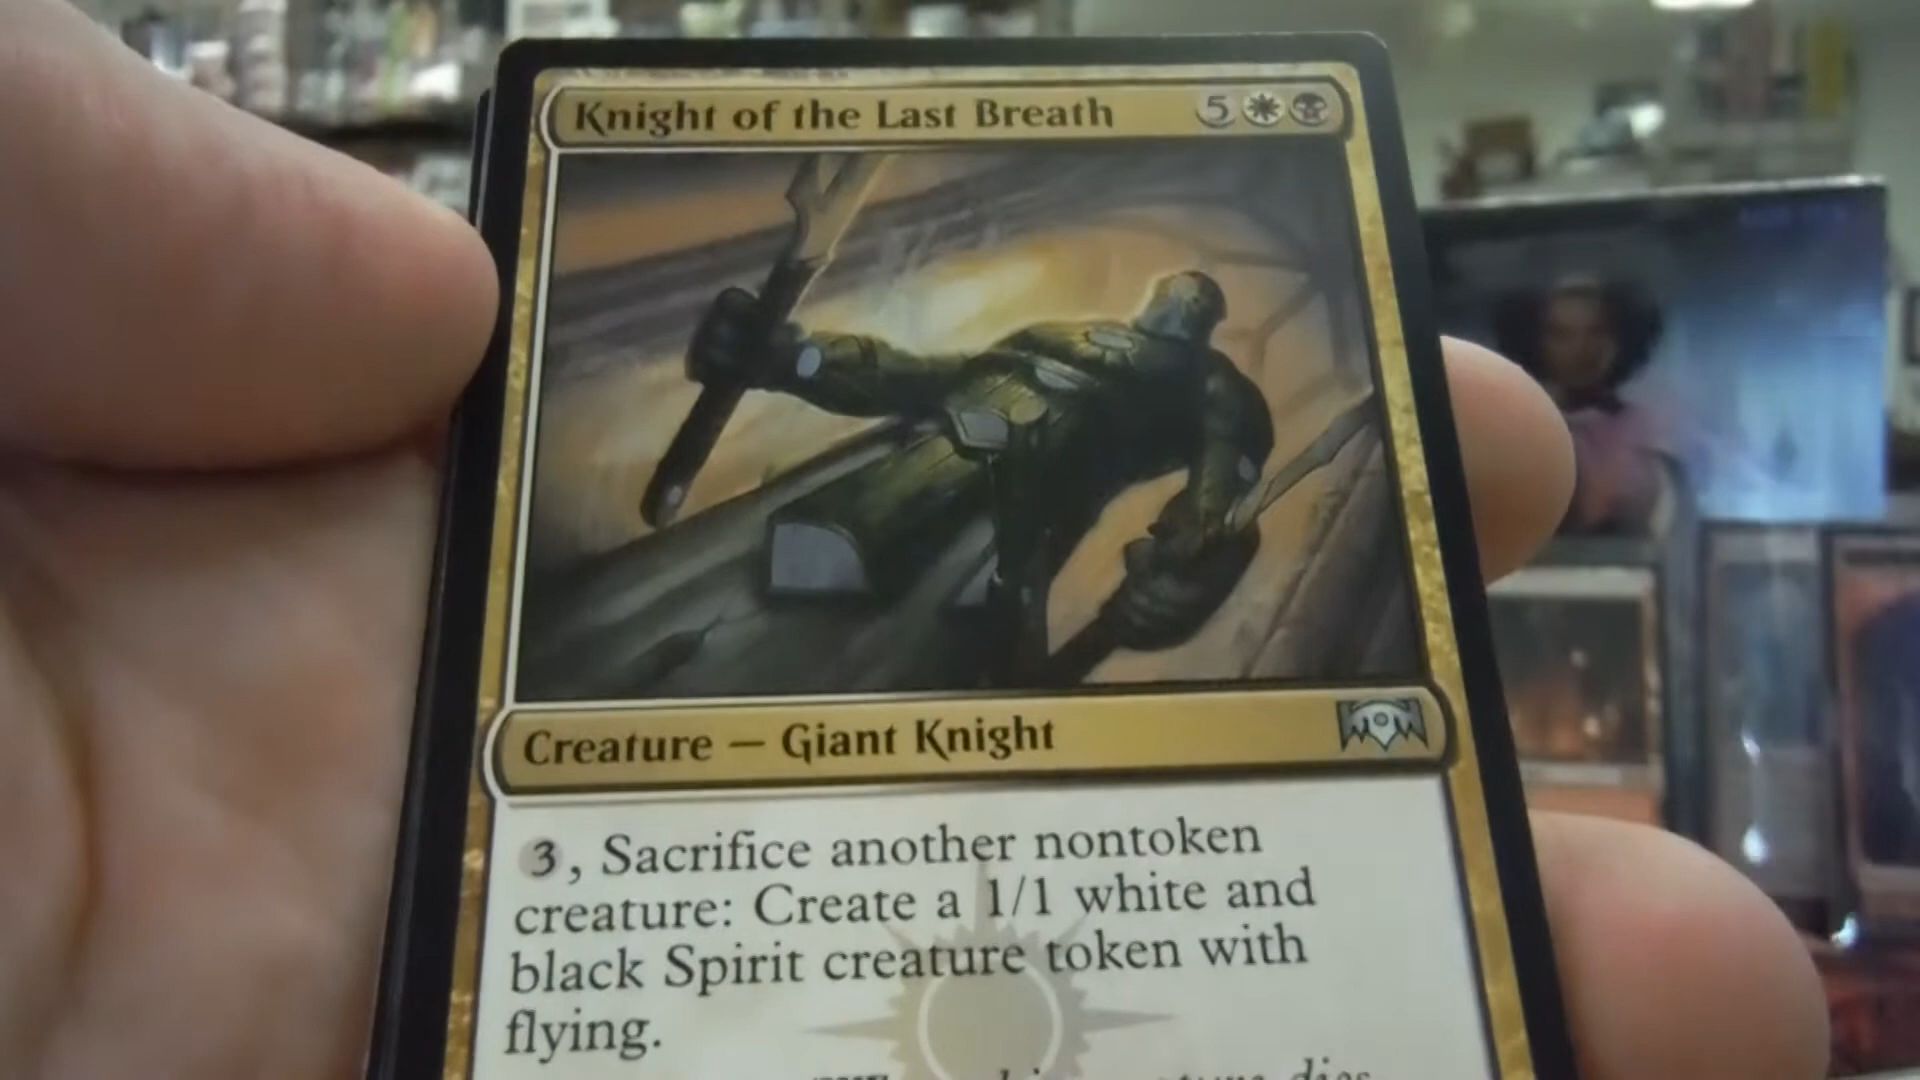 Knight of the Last Breath 5
Creature — Giant Knight
3, Sacrifice another nontoken
creature: Create a 1/1 white and
black Spirit creature token with
flying.
dies